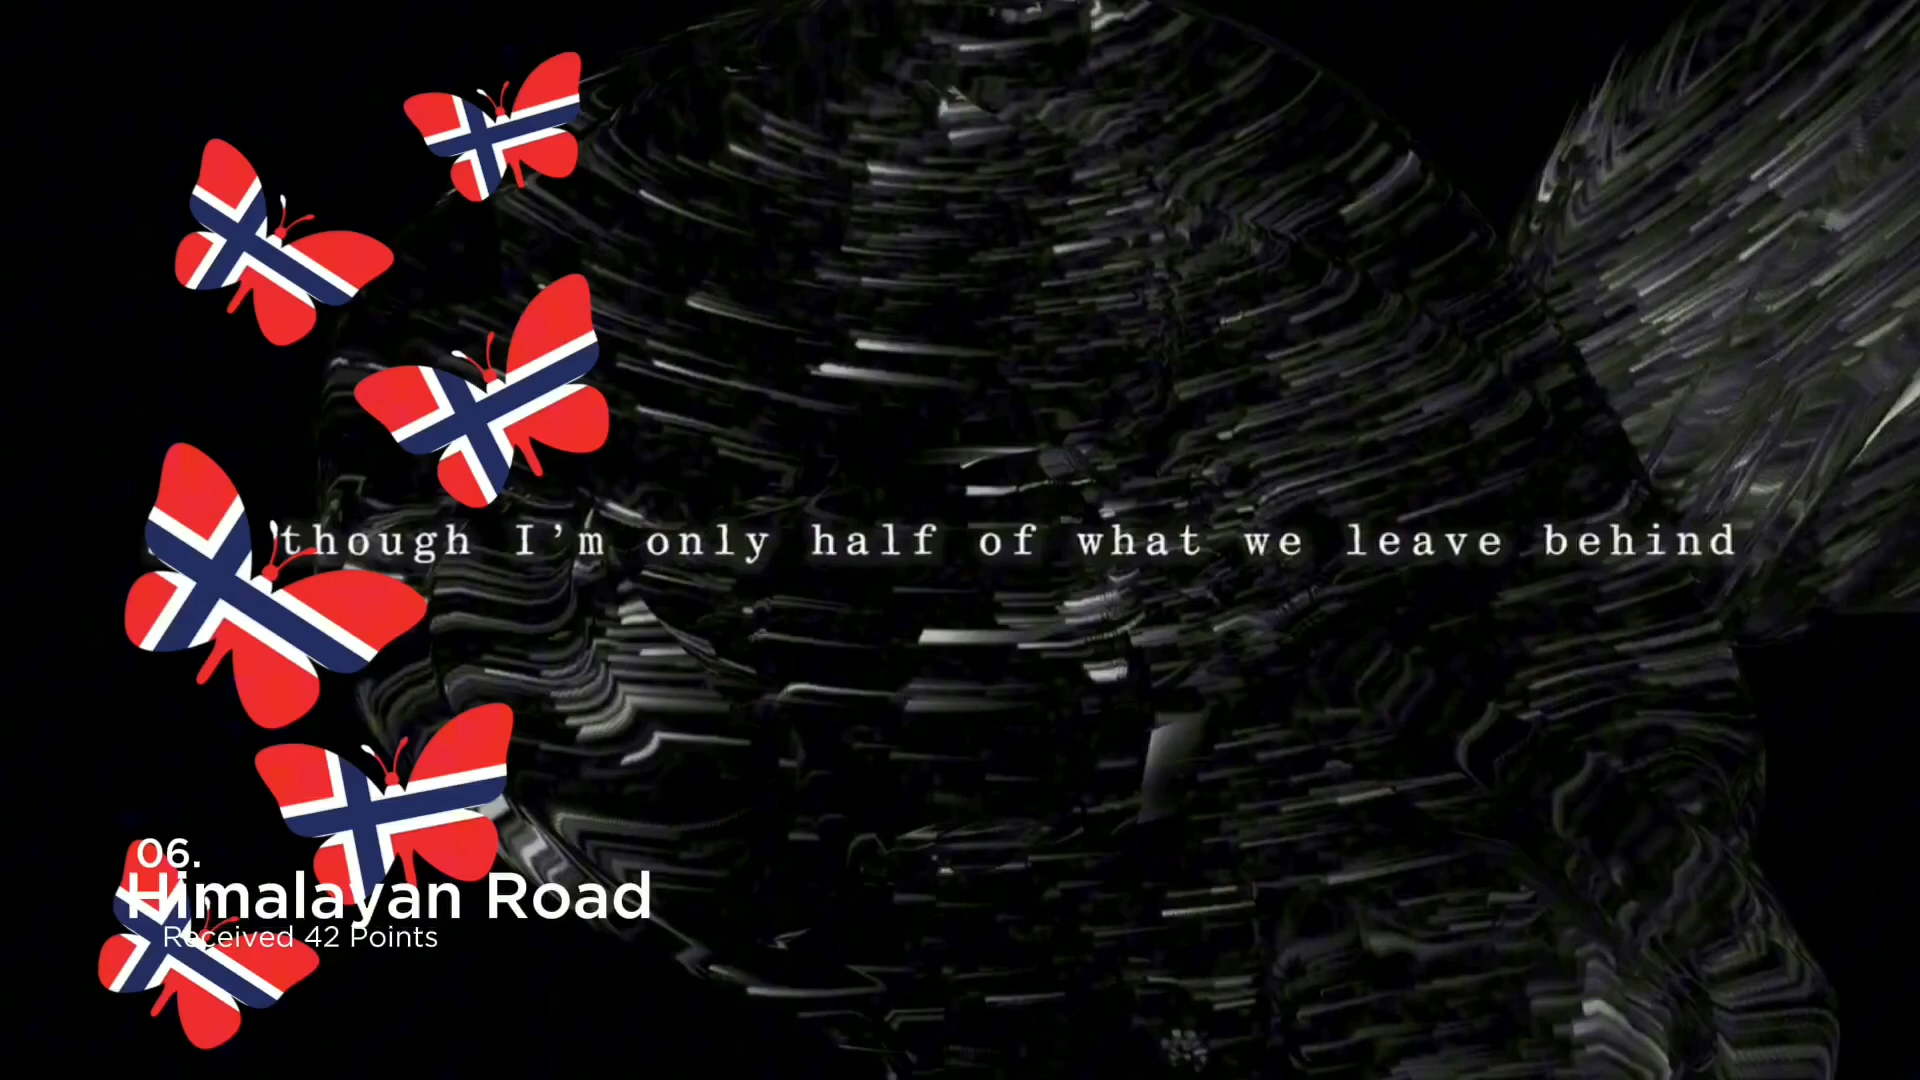 'though I'm only half of what we leave behind
06.
Himalayan Road
Received 42 Points